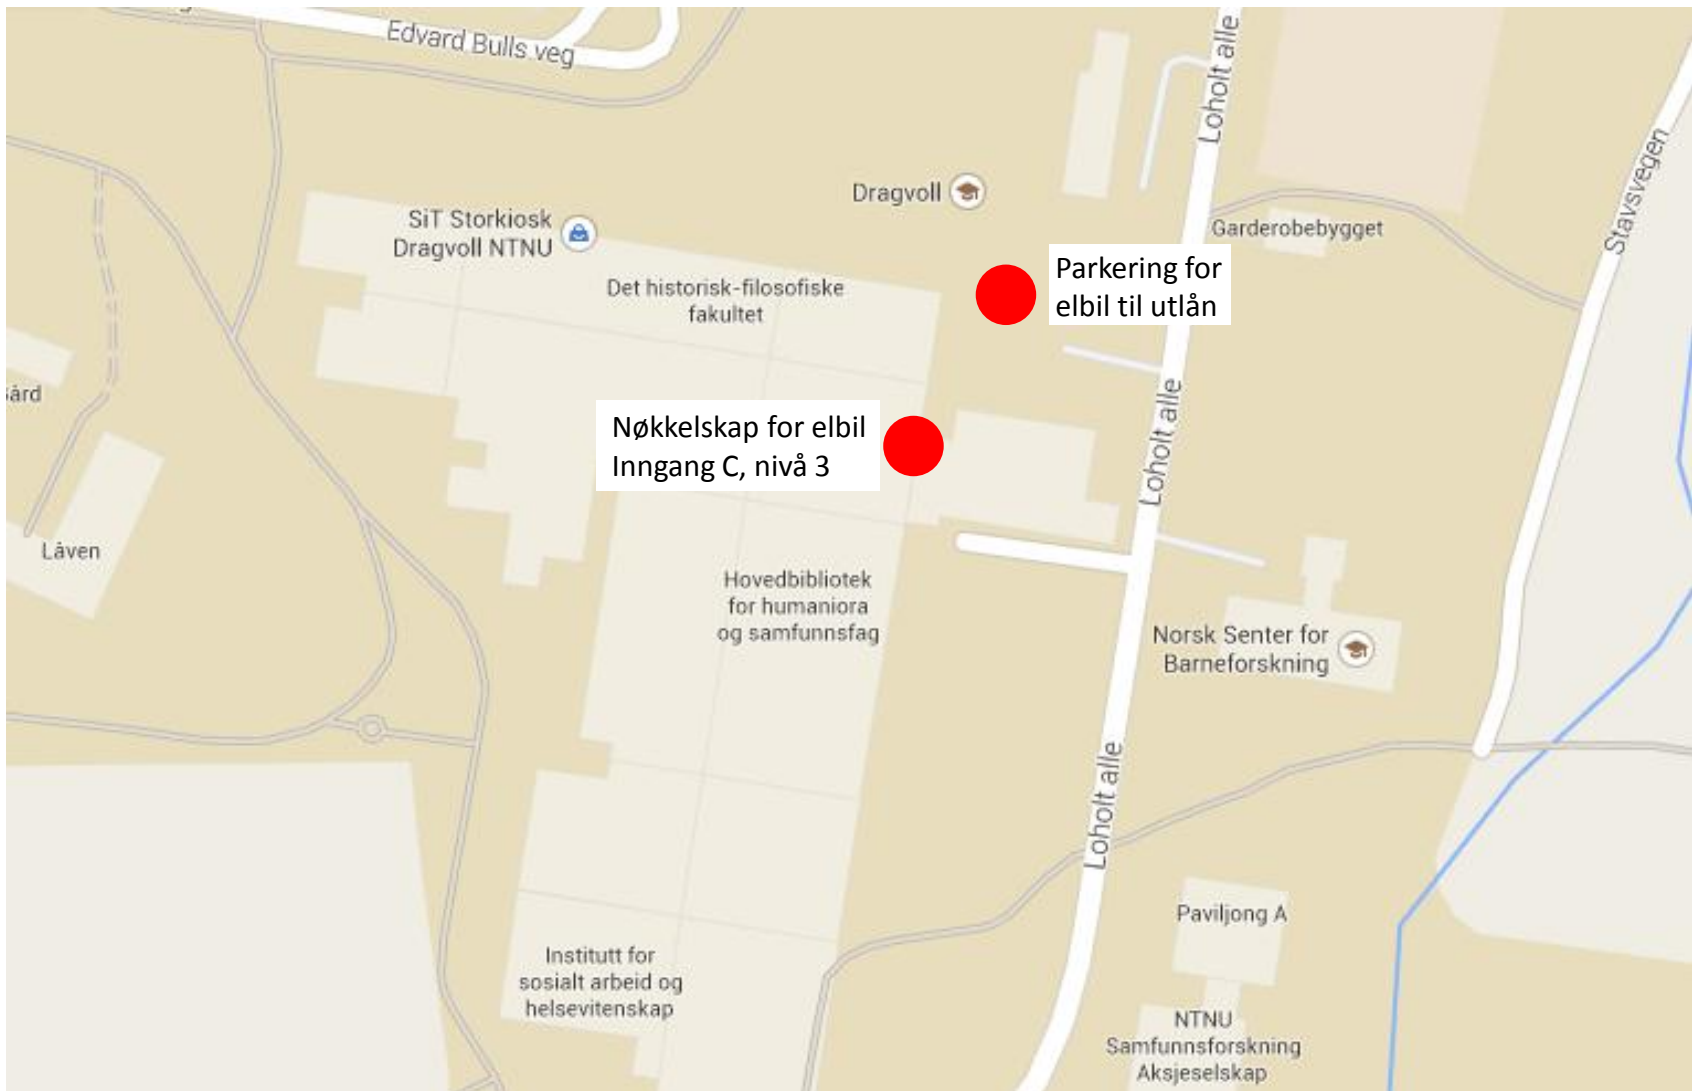 Edvard Bulls veg
Loholt alle
Stavsvegen
Dragvoll
SiT Storkiosk
Dragvoll NTNU
Garderobebygget
Det historisk-filosofiske
fakultet
Parkering for
elbil til utlån
Loholt alle
Nøkkelskap for elbil
Inngang C, nivå 3
Låven
Hovedbibliotek
for humaniora
og samfunnsfag
Norsk Senter for
Barneforskning
Loholt alle
Paviljong A
Institutt for
sosialt arbeid og
helsevitenskap
NTNU
Samfunnsforskning
Aksjeselskap